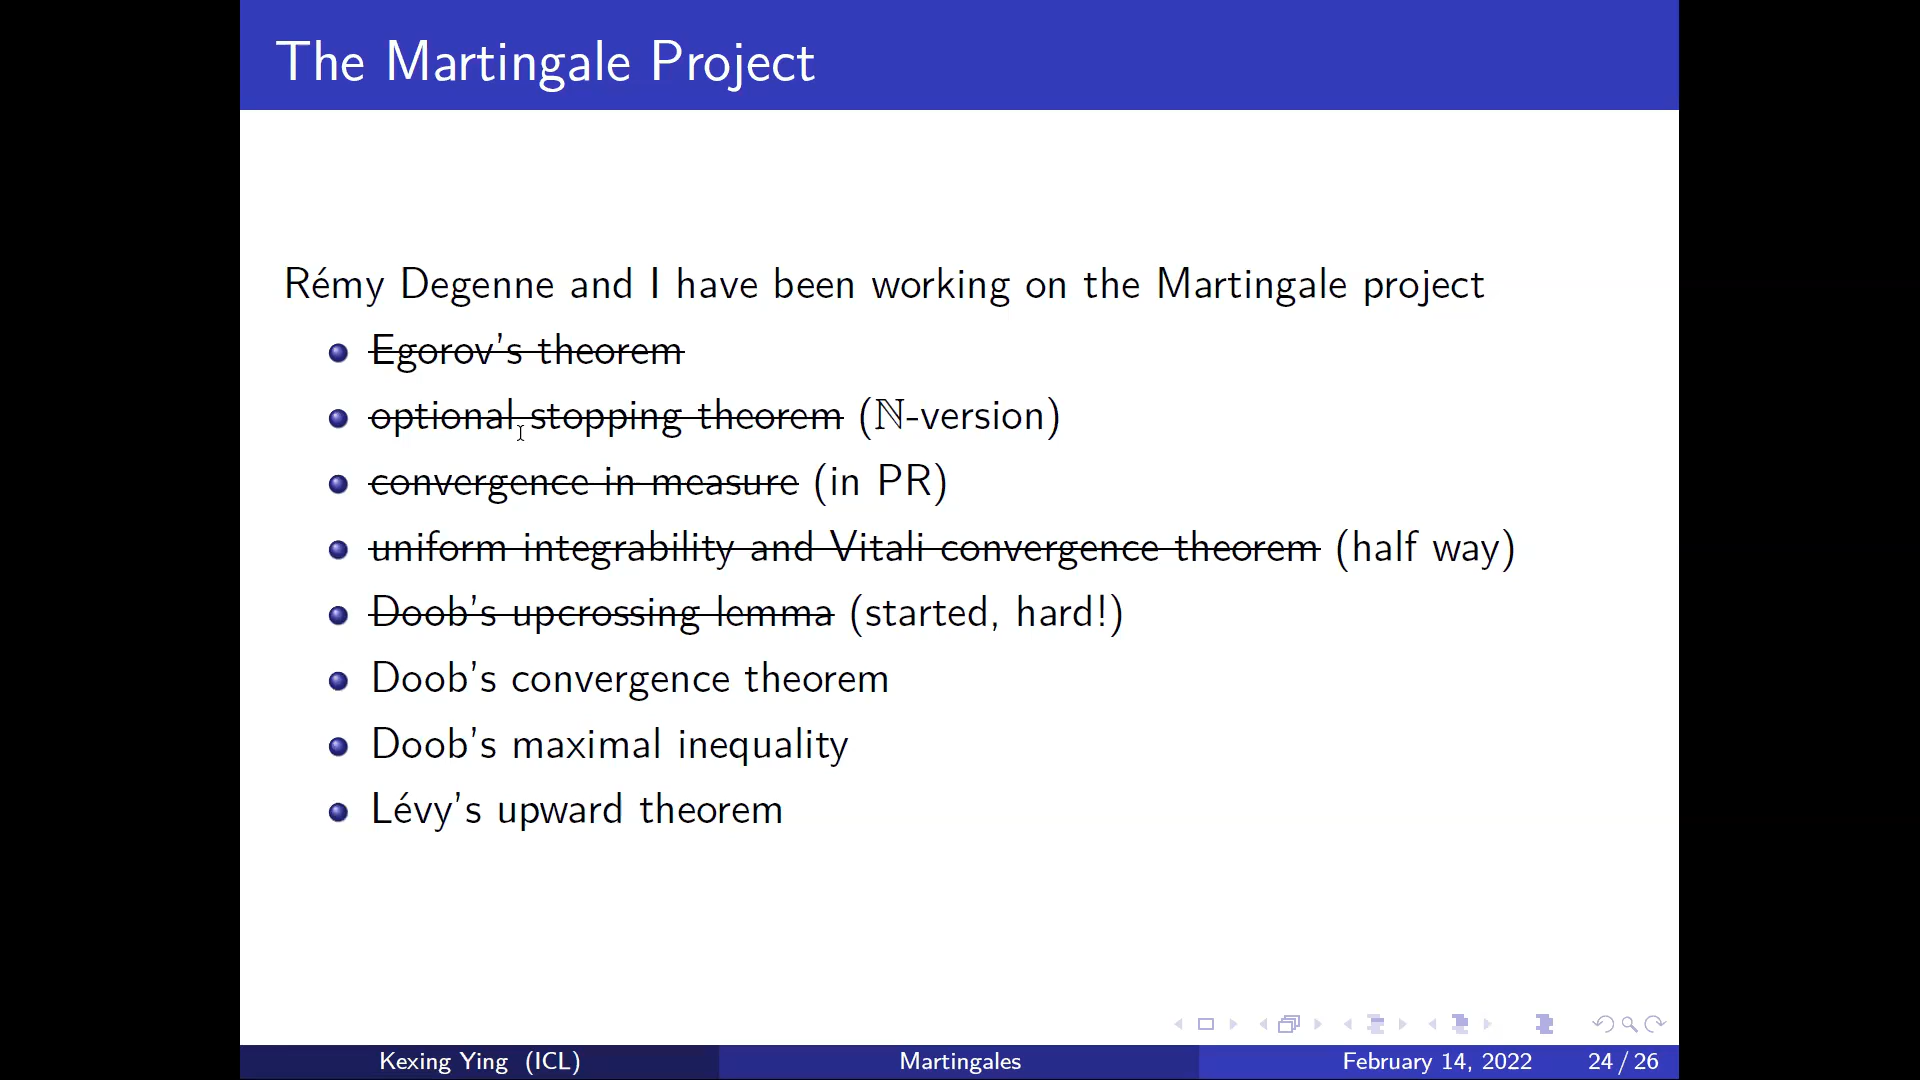 The Martingale Project
Rémy Degenne and I have been working on the Martingale project
Egorov's theorem
optional stopping theorem (ℕ-version)
convergence in measure (in PR)
uniform integrability and Vitali convergence theorem (half way)
Doob's upcrossing lemma (started, hard!)
Doob's convergence theorem
Doob's maximal inequality
Lévy's upward theorem
Kexing Ying (ICL) Martingales February 14, 2022 24 / 26